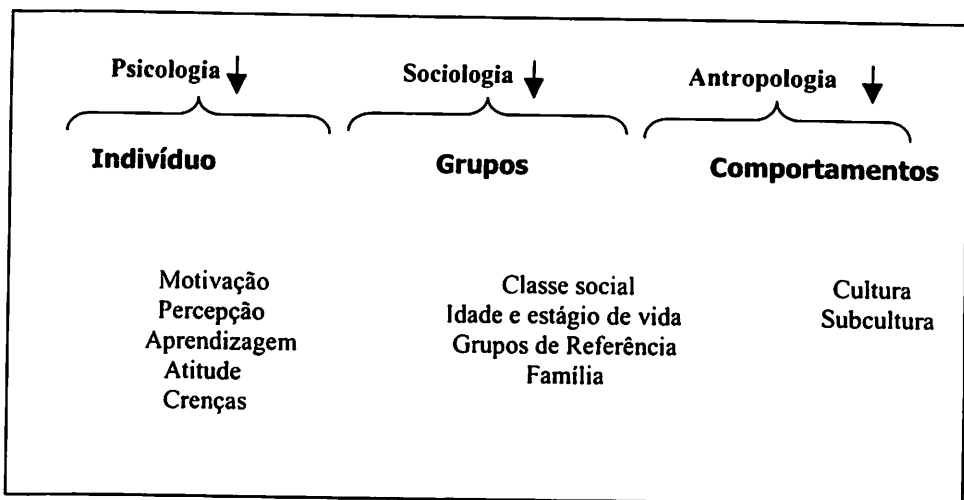 Psicologia
Indivíduo
Motivação
Percepção
Aprendizagem
Atitude
Crenças
Sociologia
Grupos
Classe social
Idade e estágio de vida
Grupos de Referência
Família
Antropologia
Comportamentos
Cultura
Subcultura